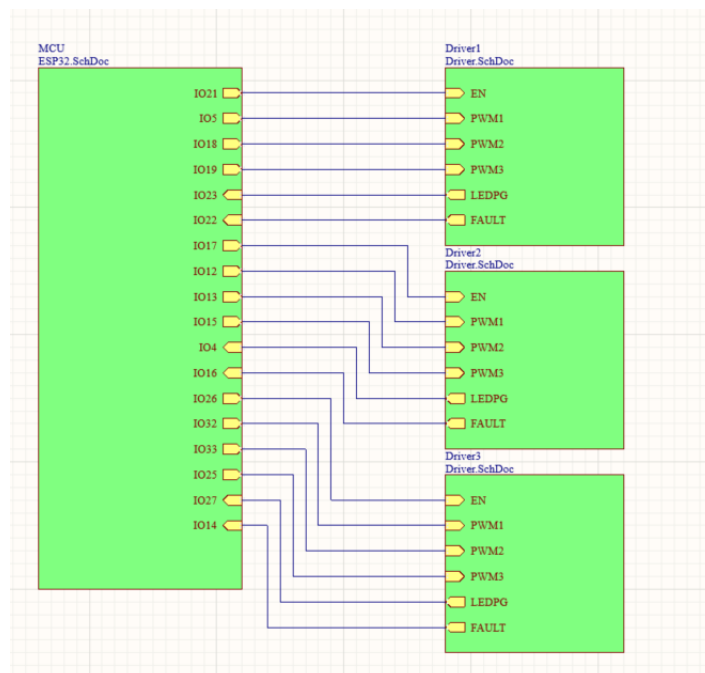 MCU
ESP32.SchDoc
IO21
IO5
IO18
IO19
IO23
IO22
IO17
IO12
IO13
IO15
IO4
IO16
IO26
IO32
IO33
IO25
IO27
IO14
Driver1
Driver.SchDoc
EN
PWM1
PWM2
PWM3
LEDPG
FAULT
Driver2
Driver.SchDoc
EN
PWM1
PWM2
PWM3
LEDPG
FAULT
Driver3
Driver.SchDoc
EN
PWM1
PWM2
PWM3
LEDPG
FAULT